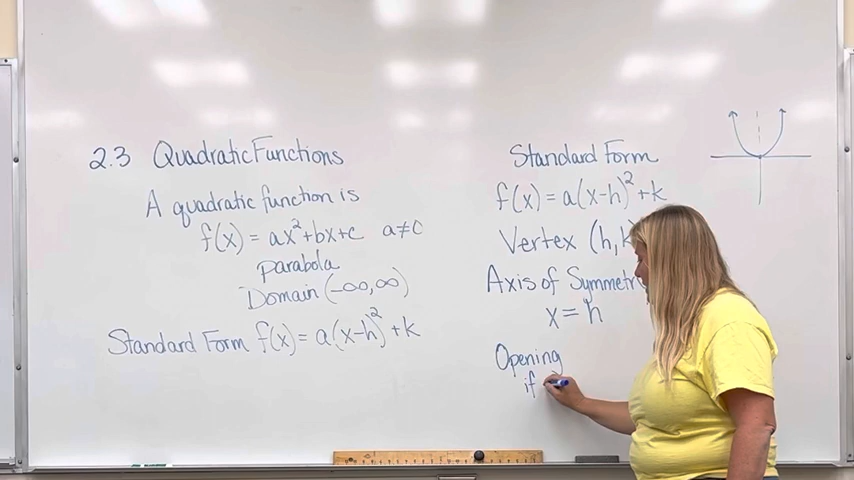 2.3 Quadratic Functions
A quadratic function is
f(x) = ax²+bx+c a≠0
parabola
Domain (-∞,∞)
Standard Form f(x) = a(x-h)²+k
Standard Form
f(x) = a(x-h)²+k
Vertex (h,k
Axis of Symmetr
x=h
Opening
if